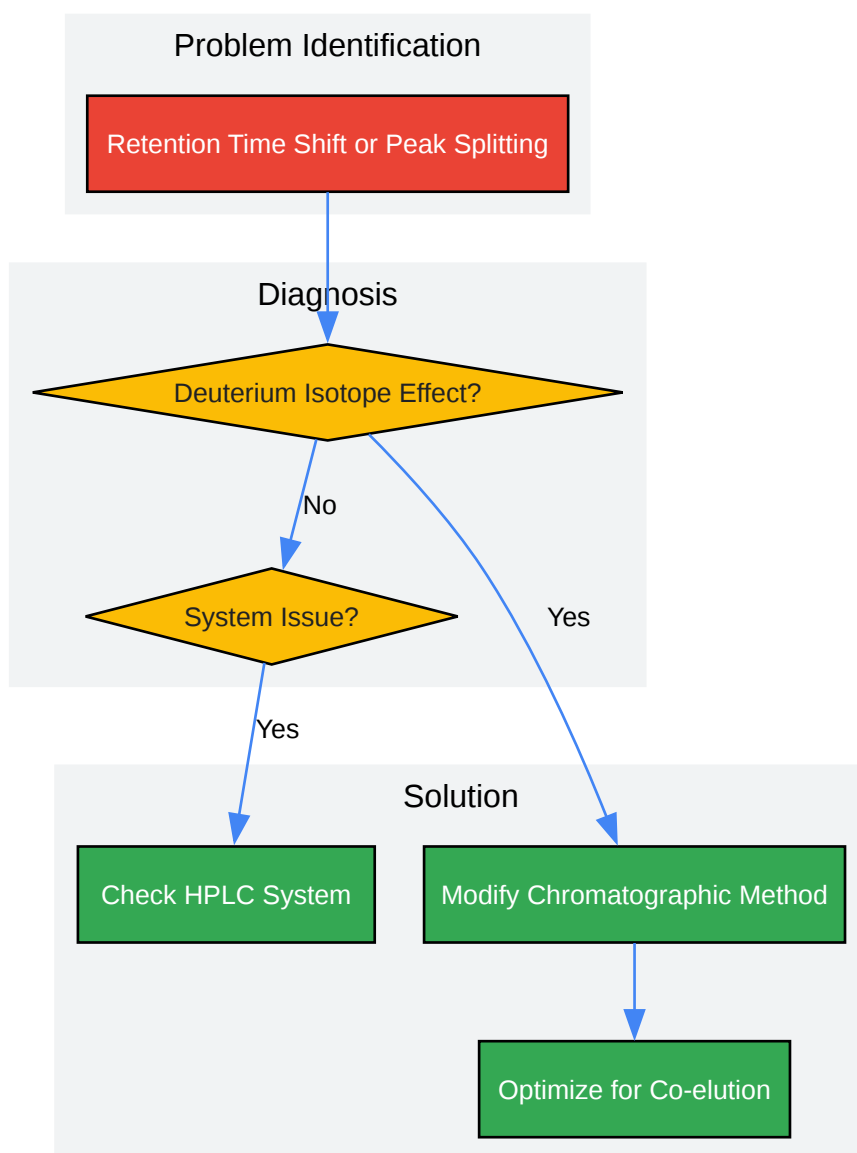 Problem Identification
Retention Time Shift or Peak Splitting
Diagnosis
Deuterium Isotope Effect?
No
System Issue?
Yes
Yes
Solution
Check HPLC System
Modify Chromatographic Method
Optimize for Co-elution